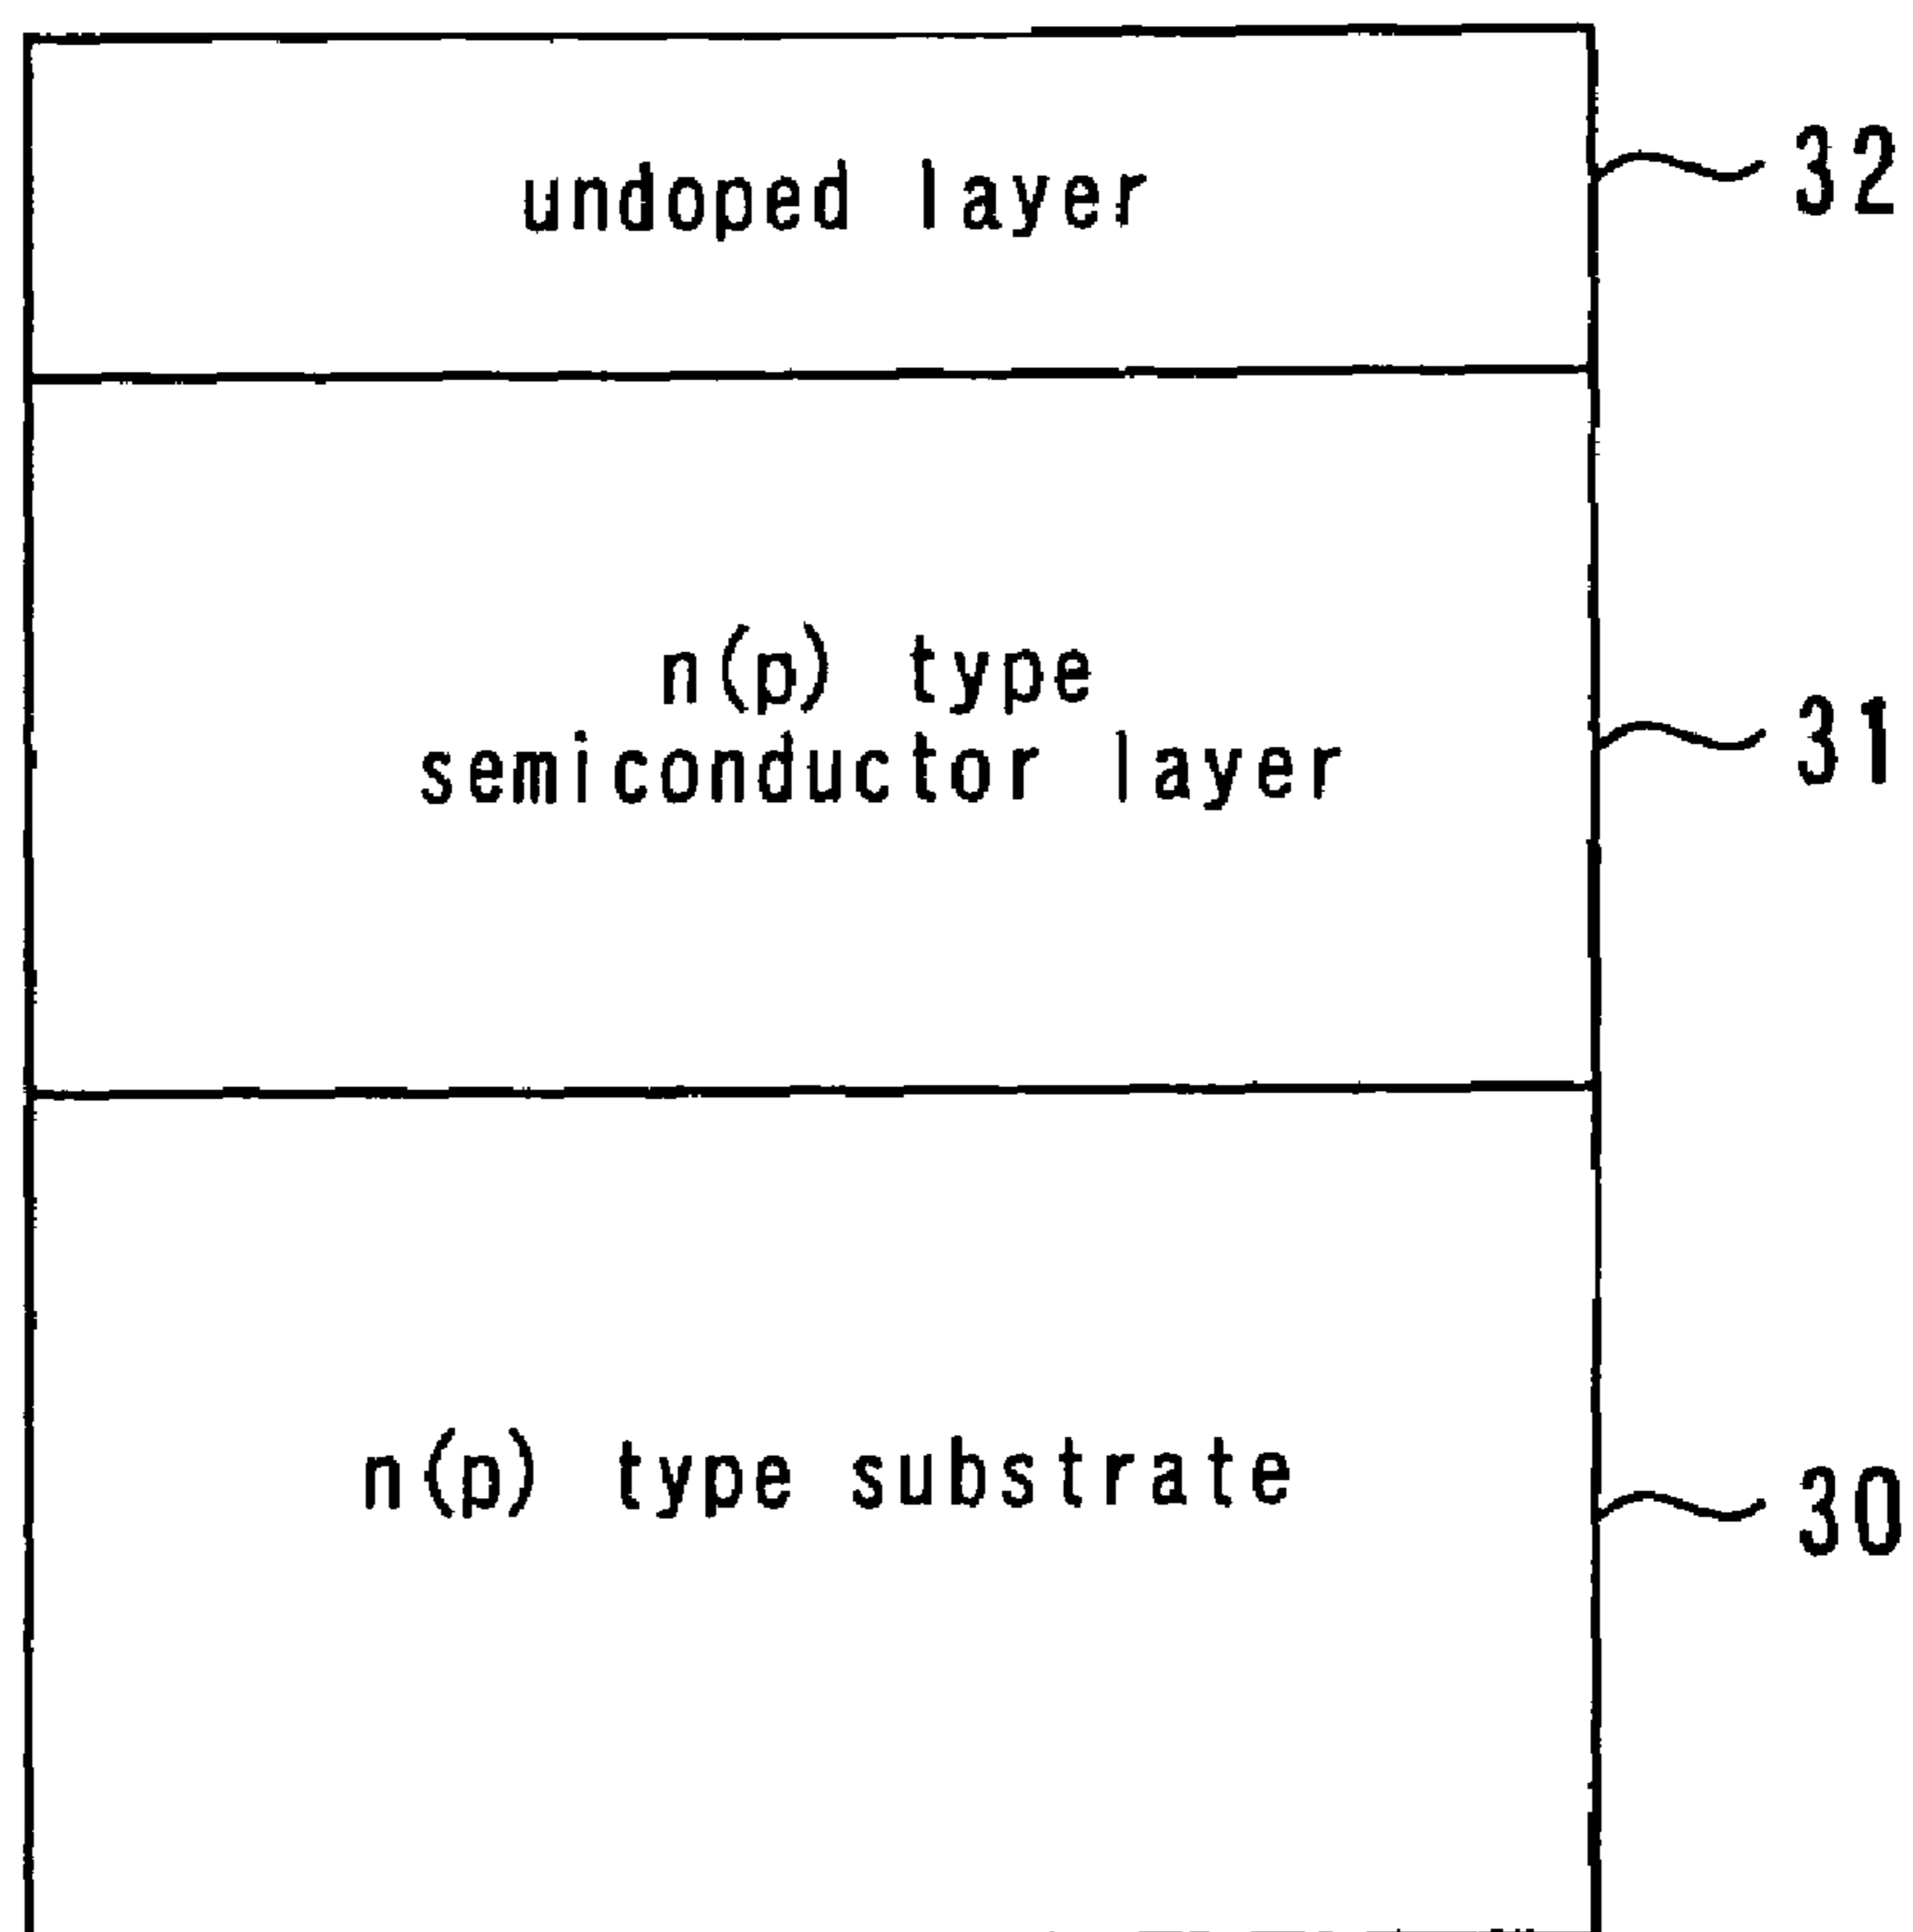 undoped layer
32
n(p) type
semiconductor layer
31
n(p) type substrate
30